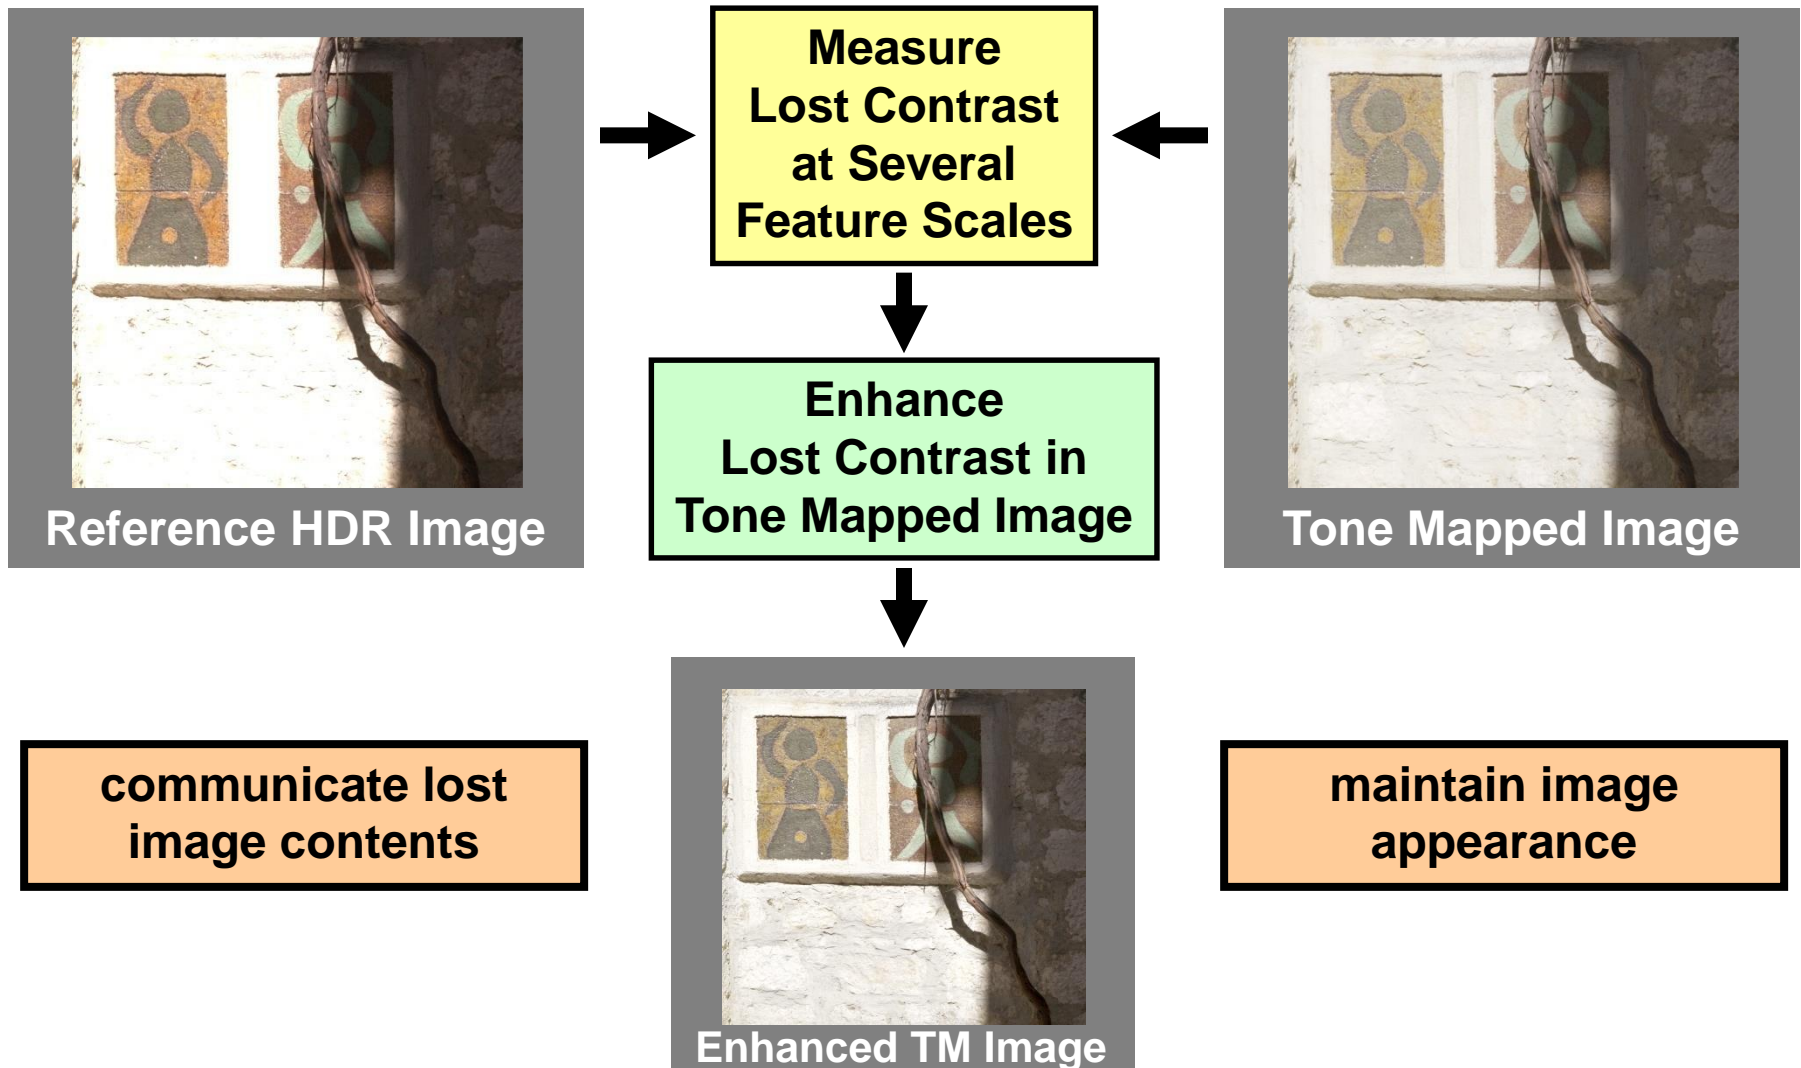 Measure
Lost Contrast
at Several
Feature Scales
Reference HDR Image
Enhance
Lost Contrast in
Tone Mapped Image
Tone Mapped Image
communicate lost
image contents
maintain image
appearance
Enhanced TM Image